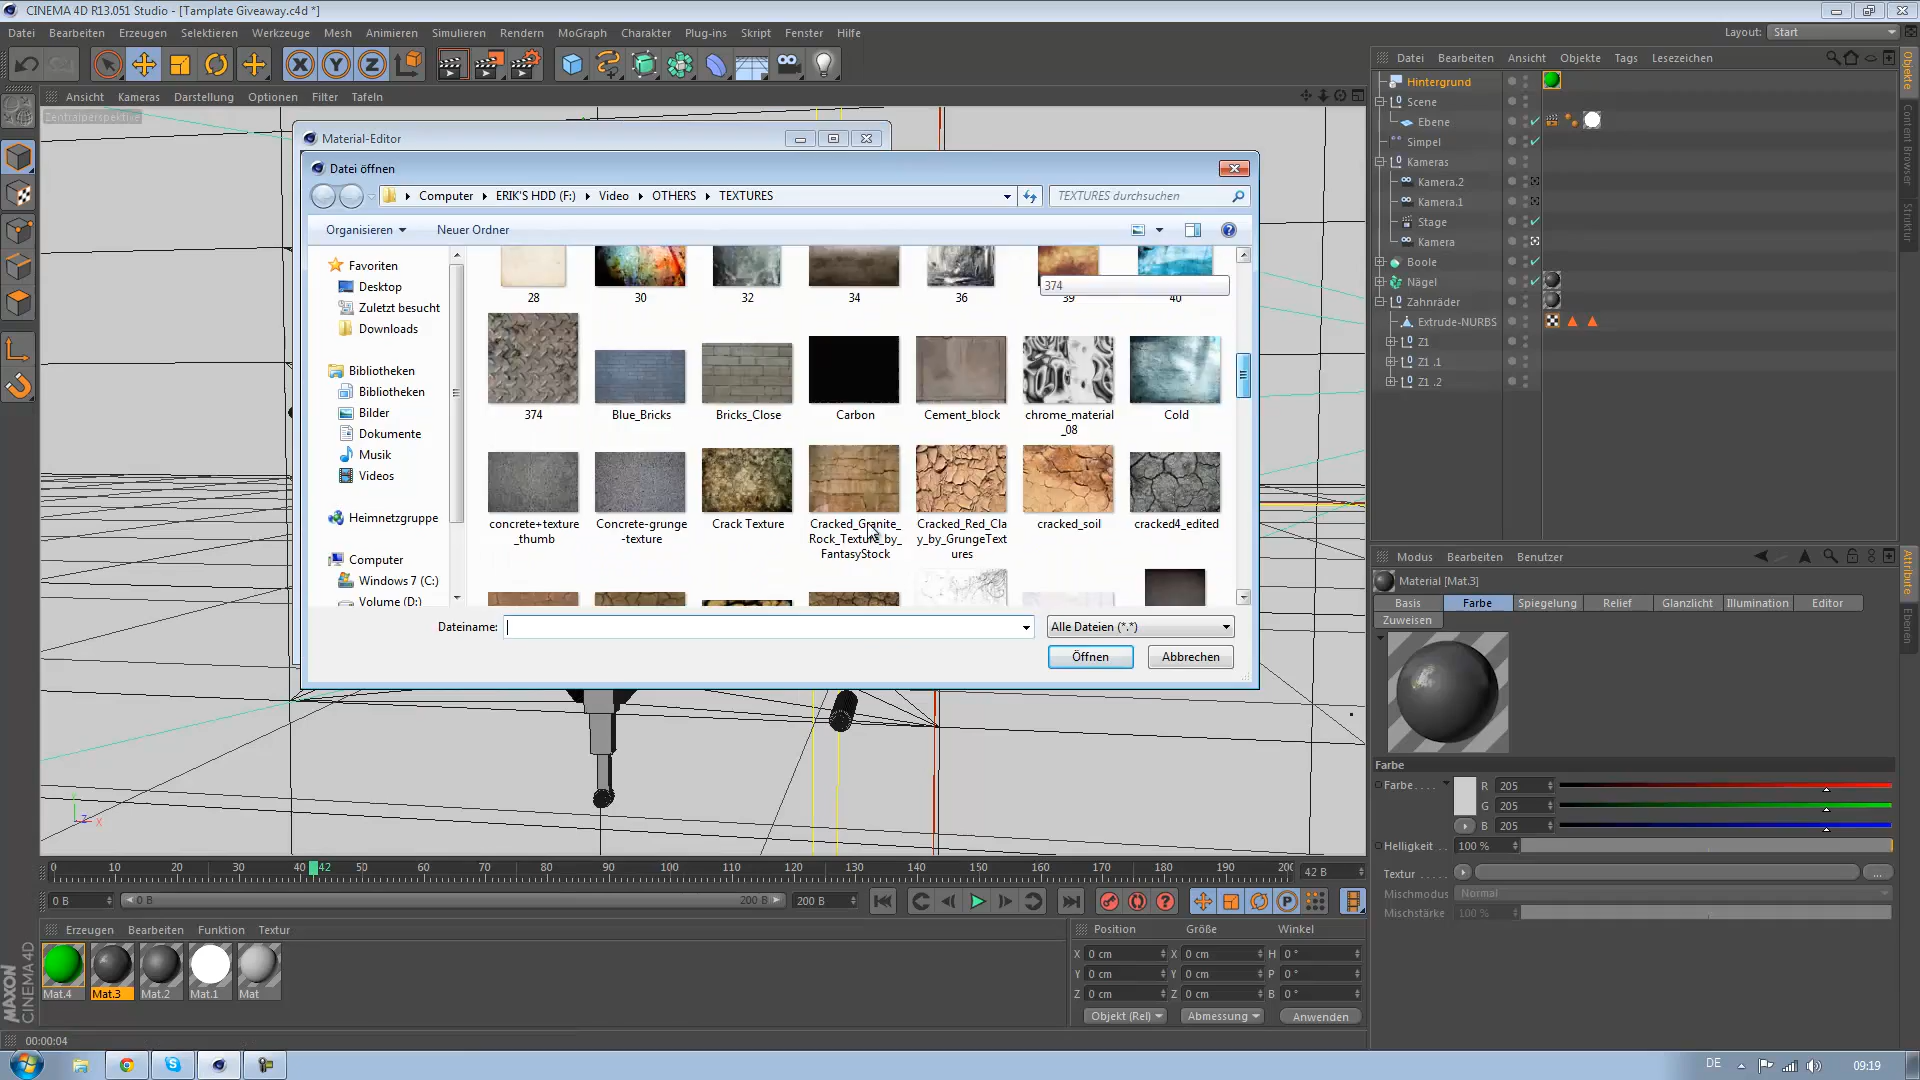 CINEMA 4D R13.051 Studio - [Tamplate Giveaway.c4d *]
Datei Bearbeiten Erzeugen Selektieren Werkzeuge Mesh Animieren Simulieren Rendern MoGraph Charakter Plug-ins Skript Fenster Hilfe
Layout: Start
X Y Z
Datei Bearbeiten Ansicht Objekte Tags Lesezeichen
Ansicht Kameras Darstellung Optionen Filter Tafeln
Zentralperspektive
Hintergrund
Scene
Ebene
Simpel
Kameras
Kamera.2
Kamera.1
Stage
Kamera
Boole
Nägel
Zahnräder
Extrude-NURBS
Z1
Z1 .1
Z1 .2
Objekte
Content Browser
Struktur
Material-Editor
Datei öffnen
Computer ERIK'S HDD (F:) Video OTHERS TEXTURES
TEXTURES durchsuchen
Organisieren
Neuer Ordner
Favoriten
Desktop
Zuletzt besucht
Downloads
Bibliotheken
Bibliotheken
Bilder
Dokumente
Musik
Videos
Heimnetzgruppe
Computer
Windows 7 (C:)
Volume (D:)
28 30 32 34 36 39 40
374
374 Blue_Bricks Bricks_Close Carbon Cement_block chrome_material_08 Cold
concrete+texture_thumb
Concrete-grunge-texture
Crack Texture
Cracked_Granite_Rock_Texture_by_FantasyStock
Cracked_Red_Clay_by_GrungeTextures
cracked_soil
cracked4_edited
Dateiname:
Alle Dateien (*.*)
Öffnen
Abbrechen
Modus Bearbeiten Benutzer
Material [Mat.3]
Basis Farbe Spiegelung Relief Glanzlicht Illumination Editor
Zuweisen
Attribute
Ebenen
Farbe
Farbe . . . . R 205
G 205
B 205
Helligkeit . . 100 %
Textur . . . . . ...
Mischmodus Normal
Mischstärke 100 %
Y
Z X
0 10 20 30 40 42 50 60 70 80 90 100 110 120 130 140 150 160 170 180 190 200
42 B
0 B
0 B
200 B
200 B
Erzeugen Bearbeiten Funktion Textur
Mat.4 Mat.3 Mat.2 Mat.1 Mat
Position Größe Winkel
X 0 cm X 0 cm H 0 °
Y 0 cm Y 0 cm P 0 °
Z 0 cm Z 0 cm B 0 °
Objekt (Rel) Abmessung Anwenden
MAXON
CINEMA 4D
00:00:04
DE
09:19